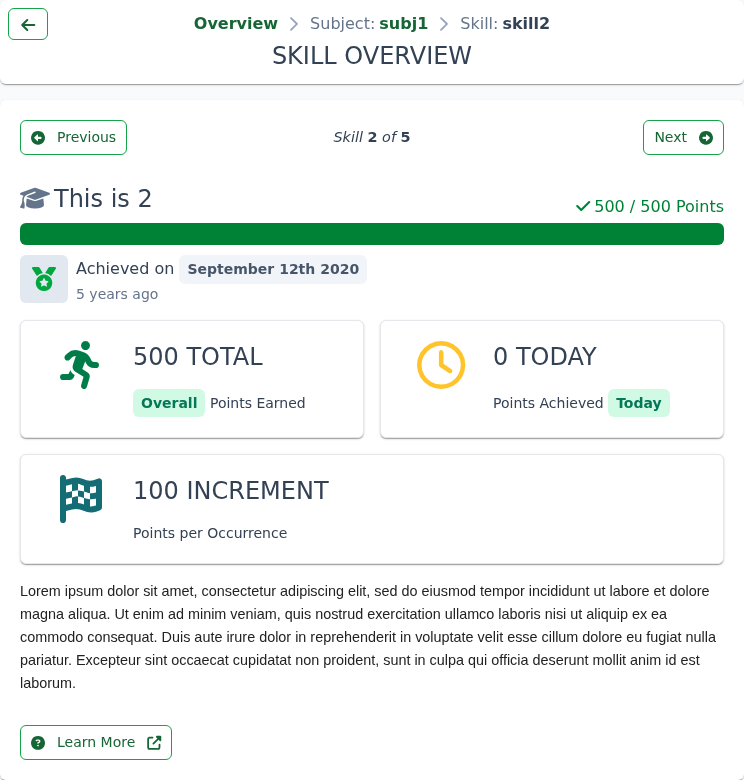 Overview > Subject: subj1 > Skill: skill2
SKILL OVERVIEW
Previous Skill 2 of 5 Next
This is 2 500 / 500 Points
Achieved on September 12th 2020
5 years ago
500 TOTAL
Overall Points Earned
0 TODAY
Points Achieved Today
100 INCREMENT
Points per Occurrence
Lorem ipsum dolor sit amet, consectetur adipiscing elit, sed do eiusmod tempor incididunt ut labore et dolore
magna aliqua. Ut enim ad minim veniam, quis nostrud exercitation ullamco laboris nisi ut aliquip ex ea
commodo consequat. Duis aute irure dolor in reprehenderit in voluptate velit esse cillum dolore eu fugiat nulla
pariatur. Excepteur sint occaecat cupidatat non proident, sunt in culpa qui officia deserunt mollit anim id est
laborum.
Learn More